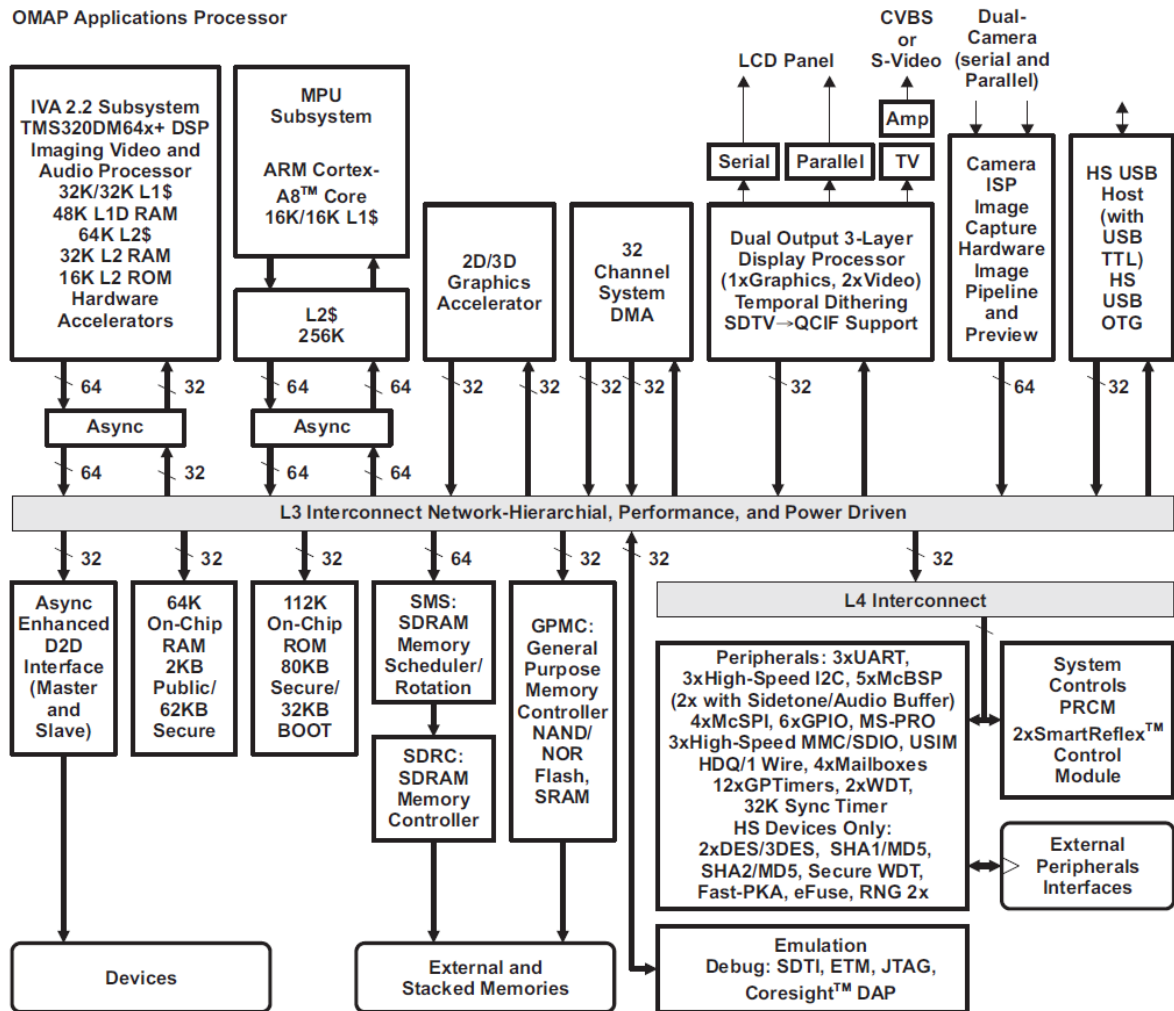 OMAP Applications Processor
CVBS
or
S-Video
Dual-
Camera
(serial and
Parallel)
LCD Panel
IVA 2.2 Subsystem
TMS320DM64x+ DSP
Imaging Video and
Audio Processor
32K/32K L1$
48K L1D RAM
64K L2$
32K L2 RAM
16K L2 ROM
Hardware
Accelerators
MPU
Subsystem
ARM Cortex-
A8™ Core
16K/16K L1$
L2$
256K
2D/3D
Graphics
Accelerator
32
Channel
System
DMA
Amp
Serial
Parallel
TV
Dual Output 3-Layer
Display Processor
(1xGraphics, 2xVideo)
Temporal Dithering
SDTV→QCIF Support
Camera
ISP
Image
Capture
Hardware
Image
Pipeline
and
Preview
HS USB
Host
(with
USB
TTL)
HS
USB
OTG
64
32
64
64
32
32
32
32
32
64
32
Async
Async
64
32
64
64
L3 Interconnect Network-Hierarchial, Performance, and Power Driven
32
32
32
64
32
32
32
Async
Enhanced
D2D
Interface
(Master
and
Slave)
64K
On-Chip
RAM
2KB
Public/
62KB
Secure
112K
On-Chip
ROM
80KB
Secure/
32KB
BOOT
SMS:
SDRAM
Memory
Scheduler/
Rotation
SDRC:
SDRAM
Memory
Controller
GPMC:
General
Purpose
Memory
Controller
NAND/
NOR
Flash,
SRAM
L4 Interconnect
Peripherals: 3xUART,
3xHigh-Speed I2C, 5xMcBSP
(2x with Sidetone/Audio Buffer)
4xMcSPI, 6xGPIO, MS-PRO
3xHigh-Speed MMC/SDIO, USIM
HDQ/1 Wire, 4xMailboxes
12xGPTimers, 2xWDT,
32K Sync Timer
HS Devices Only:
2xDES/3DES, SHA1/MD5,
SHA2/MD5, Secure WDT,
Fast-PKA, eFuse, RNG 2x
System
Controls
PRCM
2xSmartReflex™
Control
Module
External
Peripherals
Interfaces
Devices
External and
Stacked Memories
Emulation
Debug: SDTI, ETM, JTAG,
Coresight™ DAP